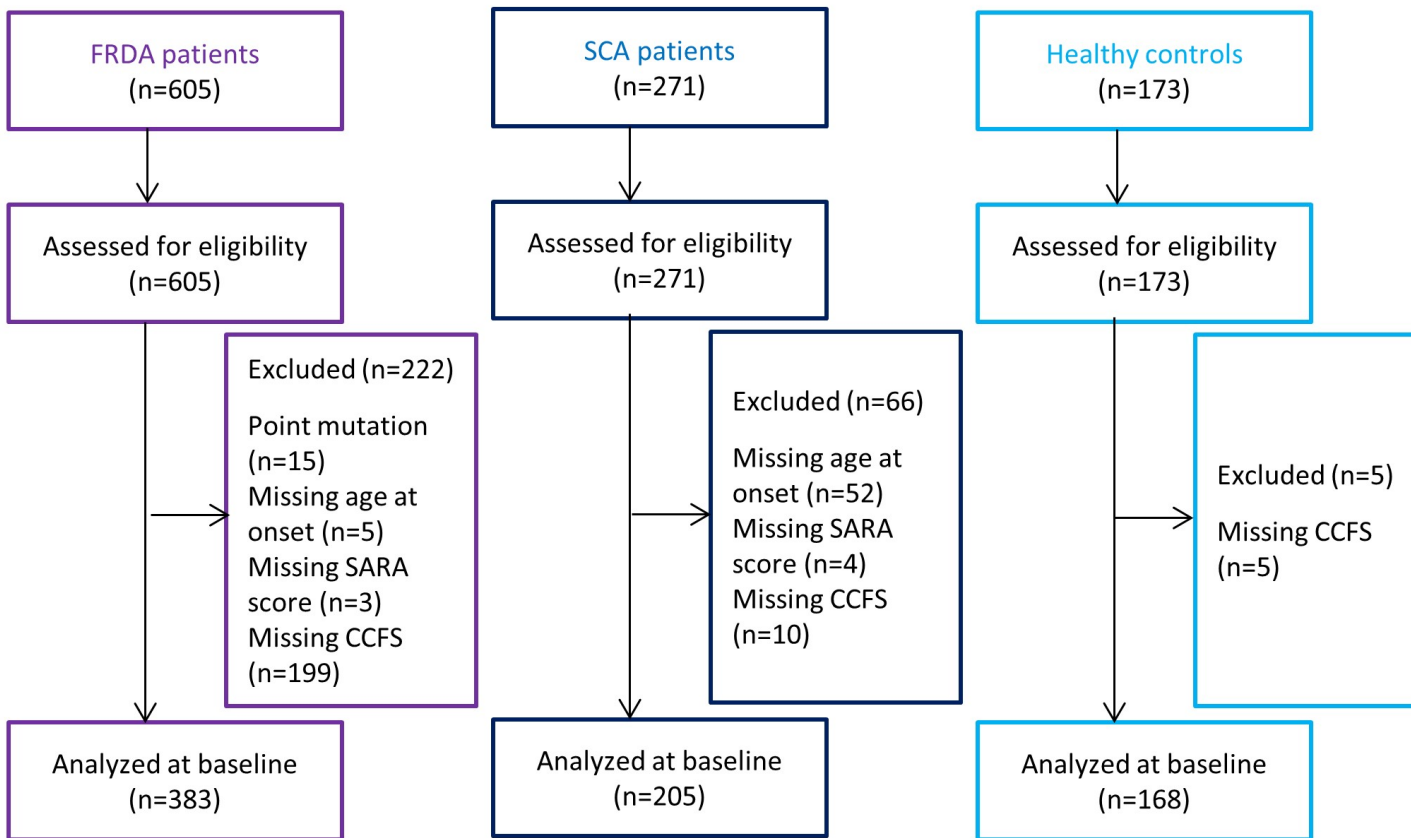 FRDA patients
(n=605)
Assessed for eligibility
(n=605)
Excluded (n=222)
Point mutation
(n=15)
Missing age at
onset (n=5)
Missing SARA
score (n=3)
Missing CCFS
(n=199)
Analyzed at baseline
(n=383)
SCA patients
(n=271)
Assessed for eligibility
(n=271)
Excluded (n=66)
Missing age at
onset (n=52)
Missing SARA
score (n=4)
Missing CCFS
(n=10)
Analyzed at baseline
(n=205)
Healthy controls
(n=173)
Assessed for eligibility
(n=173)
Excluded (n=5)
Missing CCFS
(n=5)
Analyzed at baseline
(n=168)